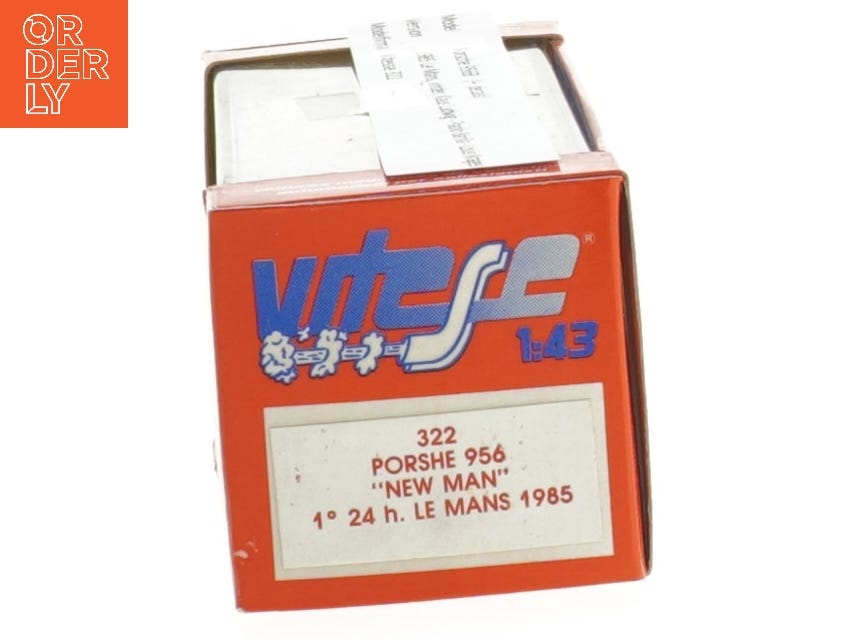 OR
DER
LY
Vitesse ®
1:43
322
PORSHE 956
"NEW MAN"
1° 24 h. LE MANS 1985